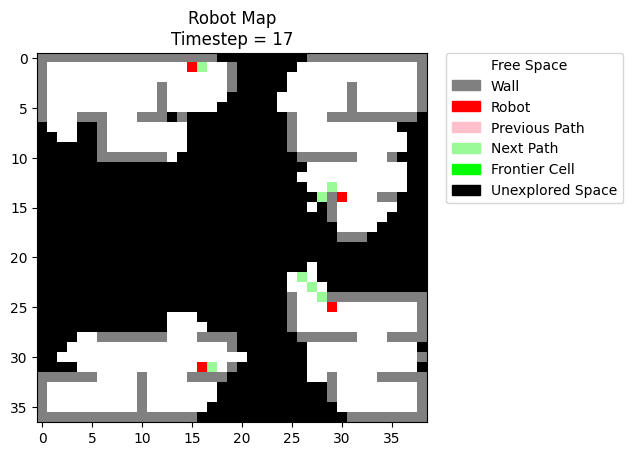 Robot Map
Timestep = 17
Free Space
Wall
Robot
Previous Path
Next Path
Frontier Cell
Unexplored Space
0
5
10
15
20
25
30
35
0
5
10
15
20
25
30
35